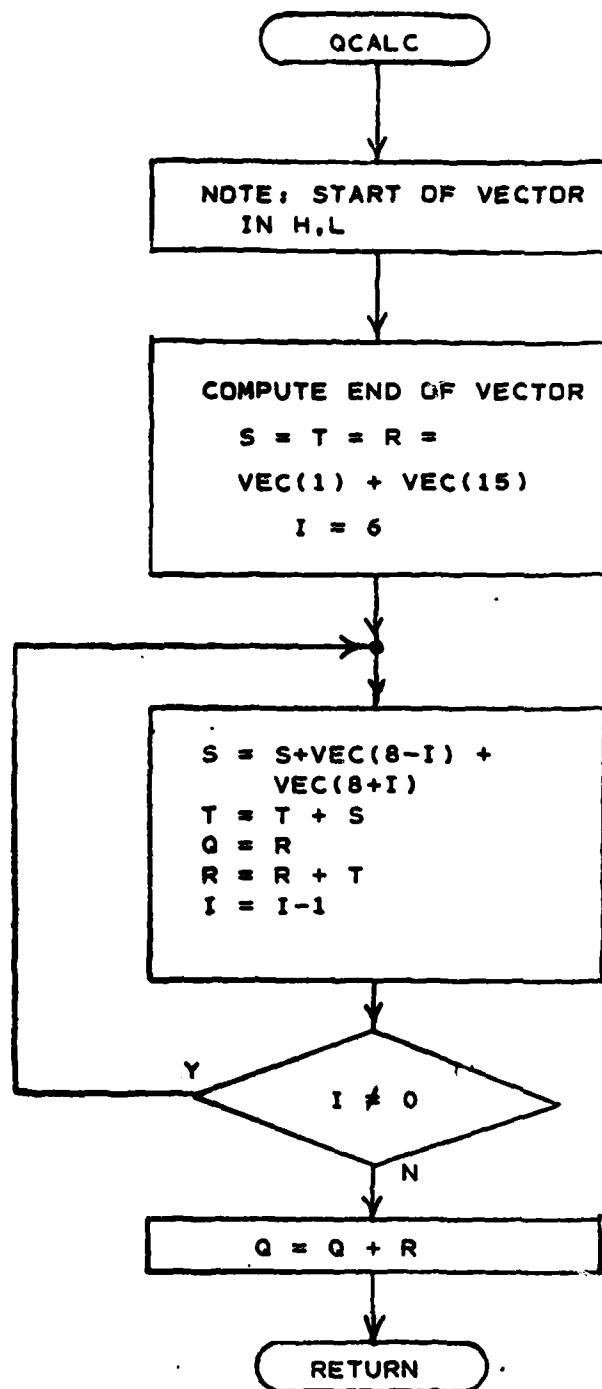 QCALC
NOTE: START OF VECTOR
IN H,L
COMPUTE END OF VECTOR
S = T = R =
VEC(1) + VEC(15)
I = 6
S = S+VEC(8-I) +
VEC(8+I)
T = T + S
Q = R
R = R + T
I = I-1
Y
I ≠ 0
N
Q = Q + R
RETURN